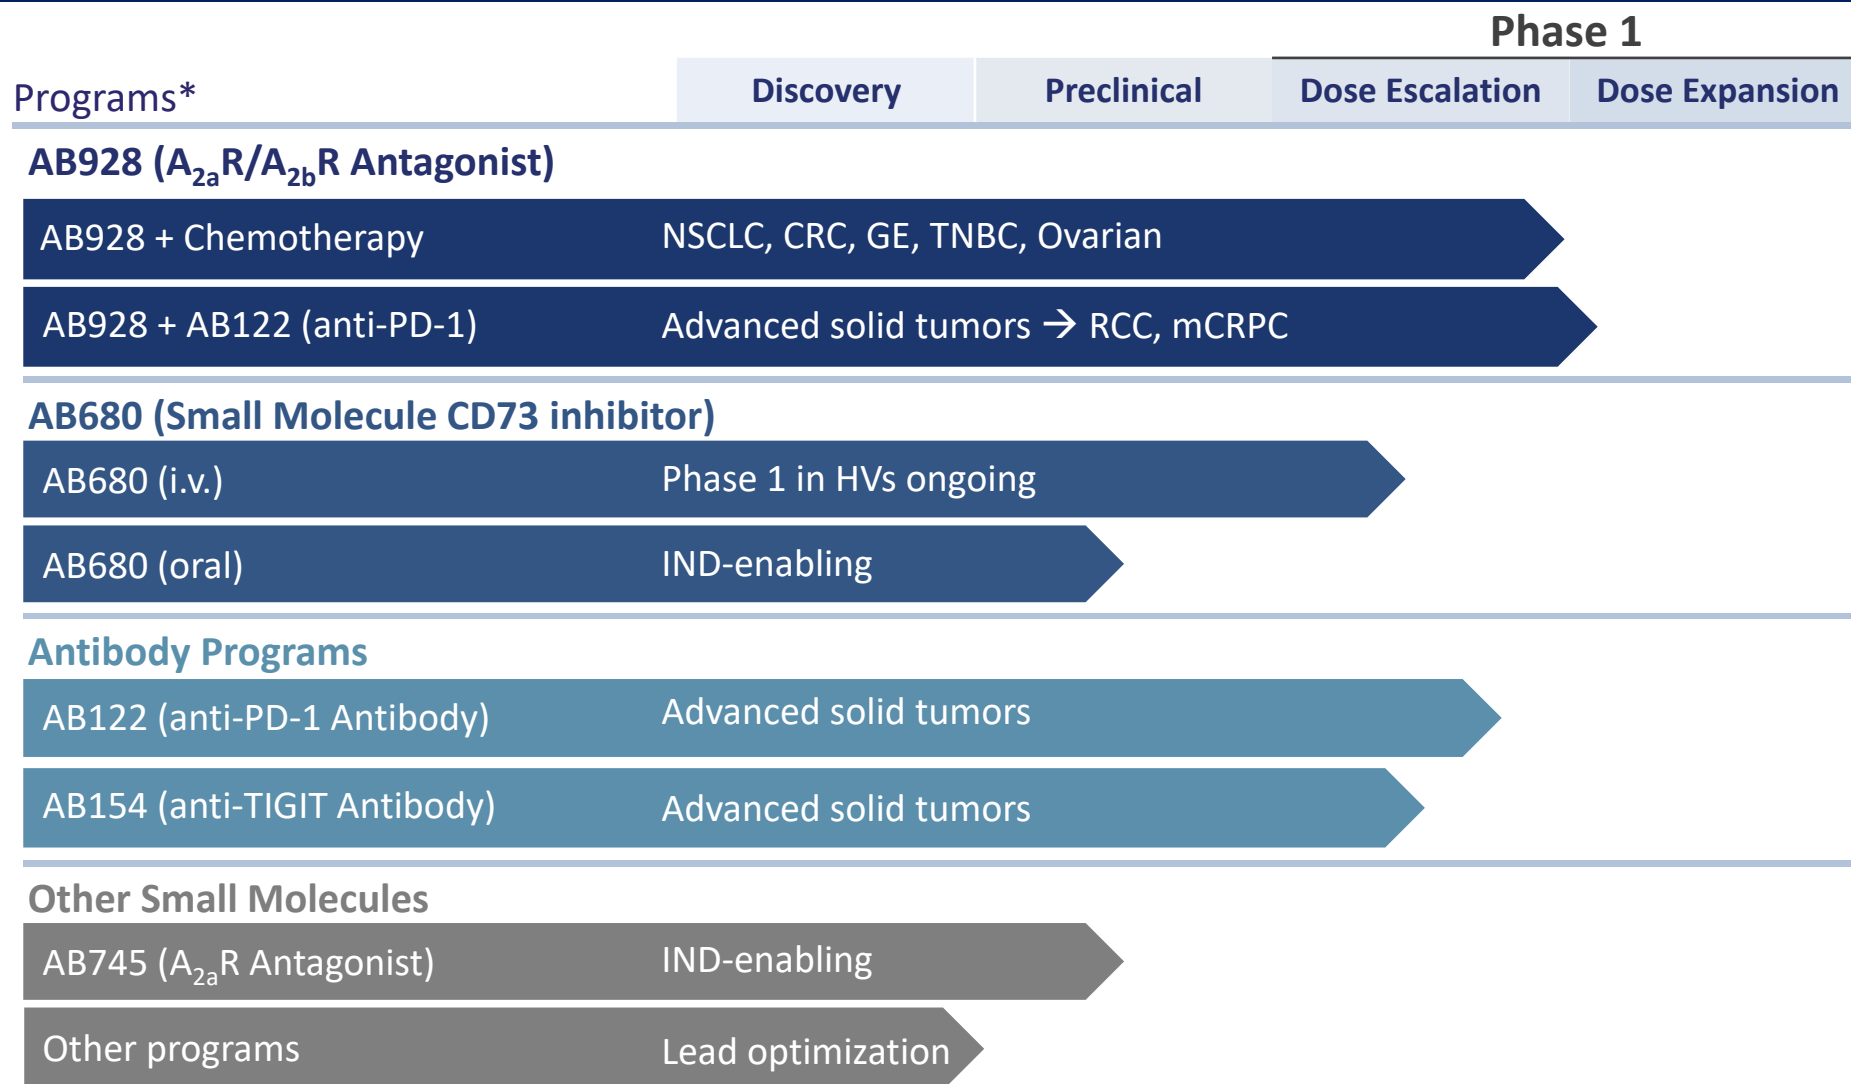 Phase 1
Programs*
Discovery
Preclinical
Dose Escalation
Dose Expansion
AB928 (A2aR/A2bR Antagonist)
AB928 + Chemotherapy
NSCLC, CRC, GE, TNBC, Ovarian
AB928 + AB122 (anti-PD-1)
Advanced solid tumors → RCC, mCRPC
AB680 (Small Molecule CD73 inhibitor)
AB680 (i.v.)
Phase 1 in HVs ongoing
AB680 (oral)
IND-enabling
Antibody Programs
AB122 (anti-PD-1 Antibody)
Advanced solid tumors
AB154 (anti-TIGIT Antibody)
Advanced solid tumors
Other Small Molecules
AB745 (A2aR Antagonist)
IND-enabling
Other programs
Lead optimization